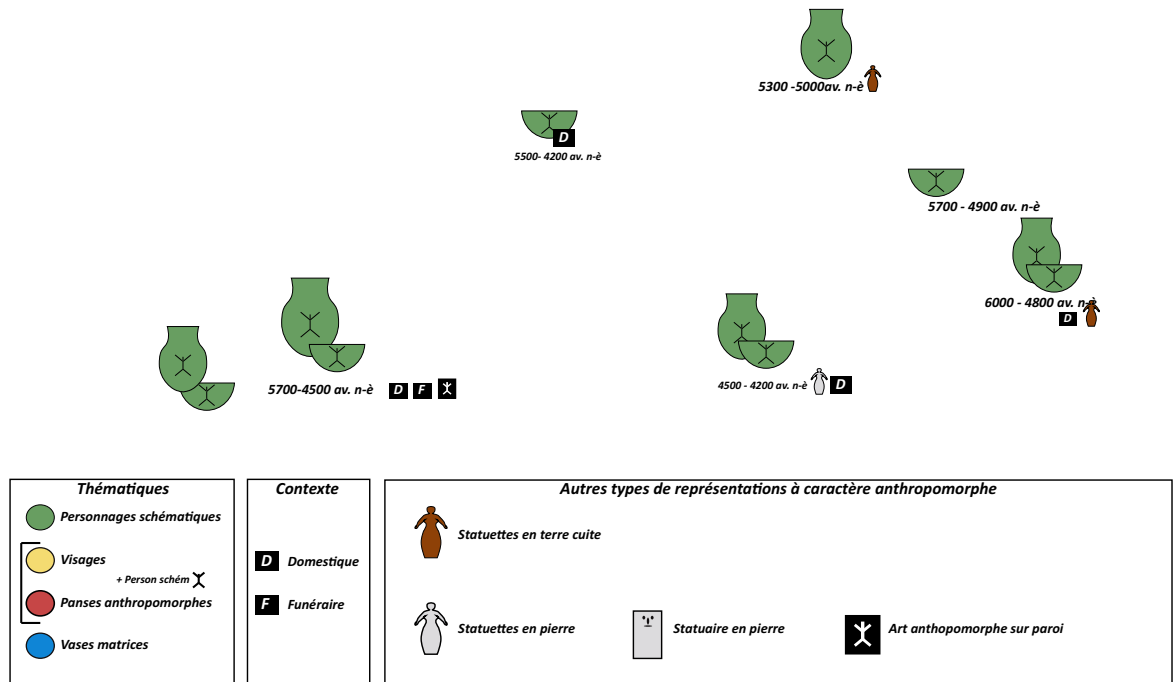 5300 -5000av. n-è
D
5500- 4200 av. n-è
5700 - 4900 av. n-è
6000 - 4800 av. n-è
D
5700-4500 av. n-è D F
4500 - 4200 av. n-è D
Thématiques
Personnages schématiques
Visages
+ Person schém
Panses anthropomorphes
Vases matrices
Contexte
D Domestique
F Funéraire
Autres types de représentations à caractère anthropomorphe
Statuettes en terre cuite
Statuettes en pierre
Statuaire en pierre
Art anthopomorphe sur paroi